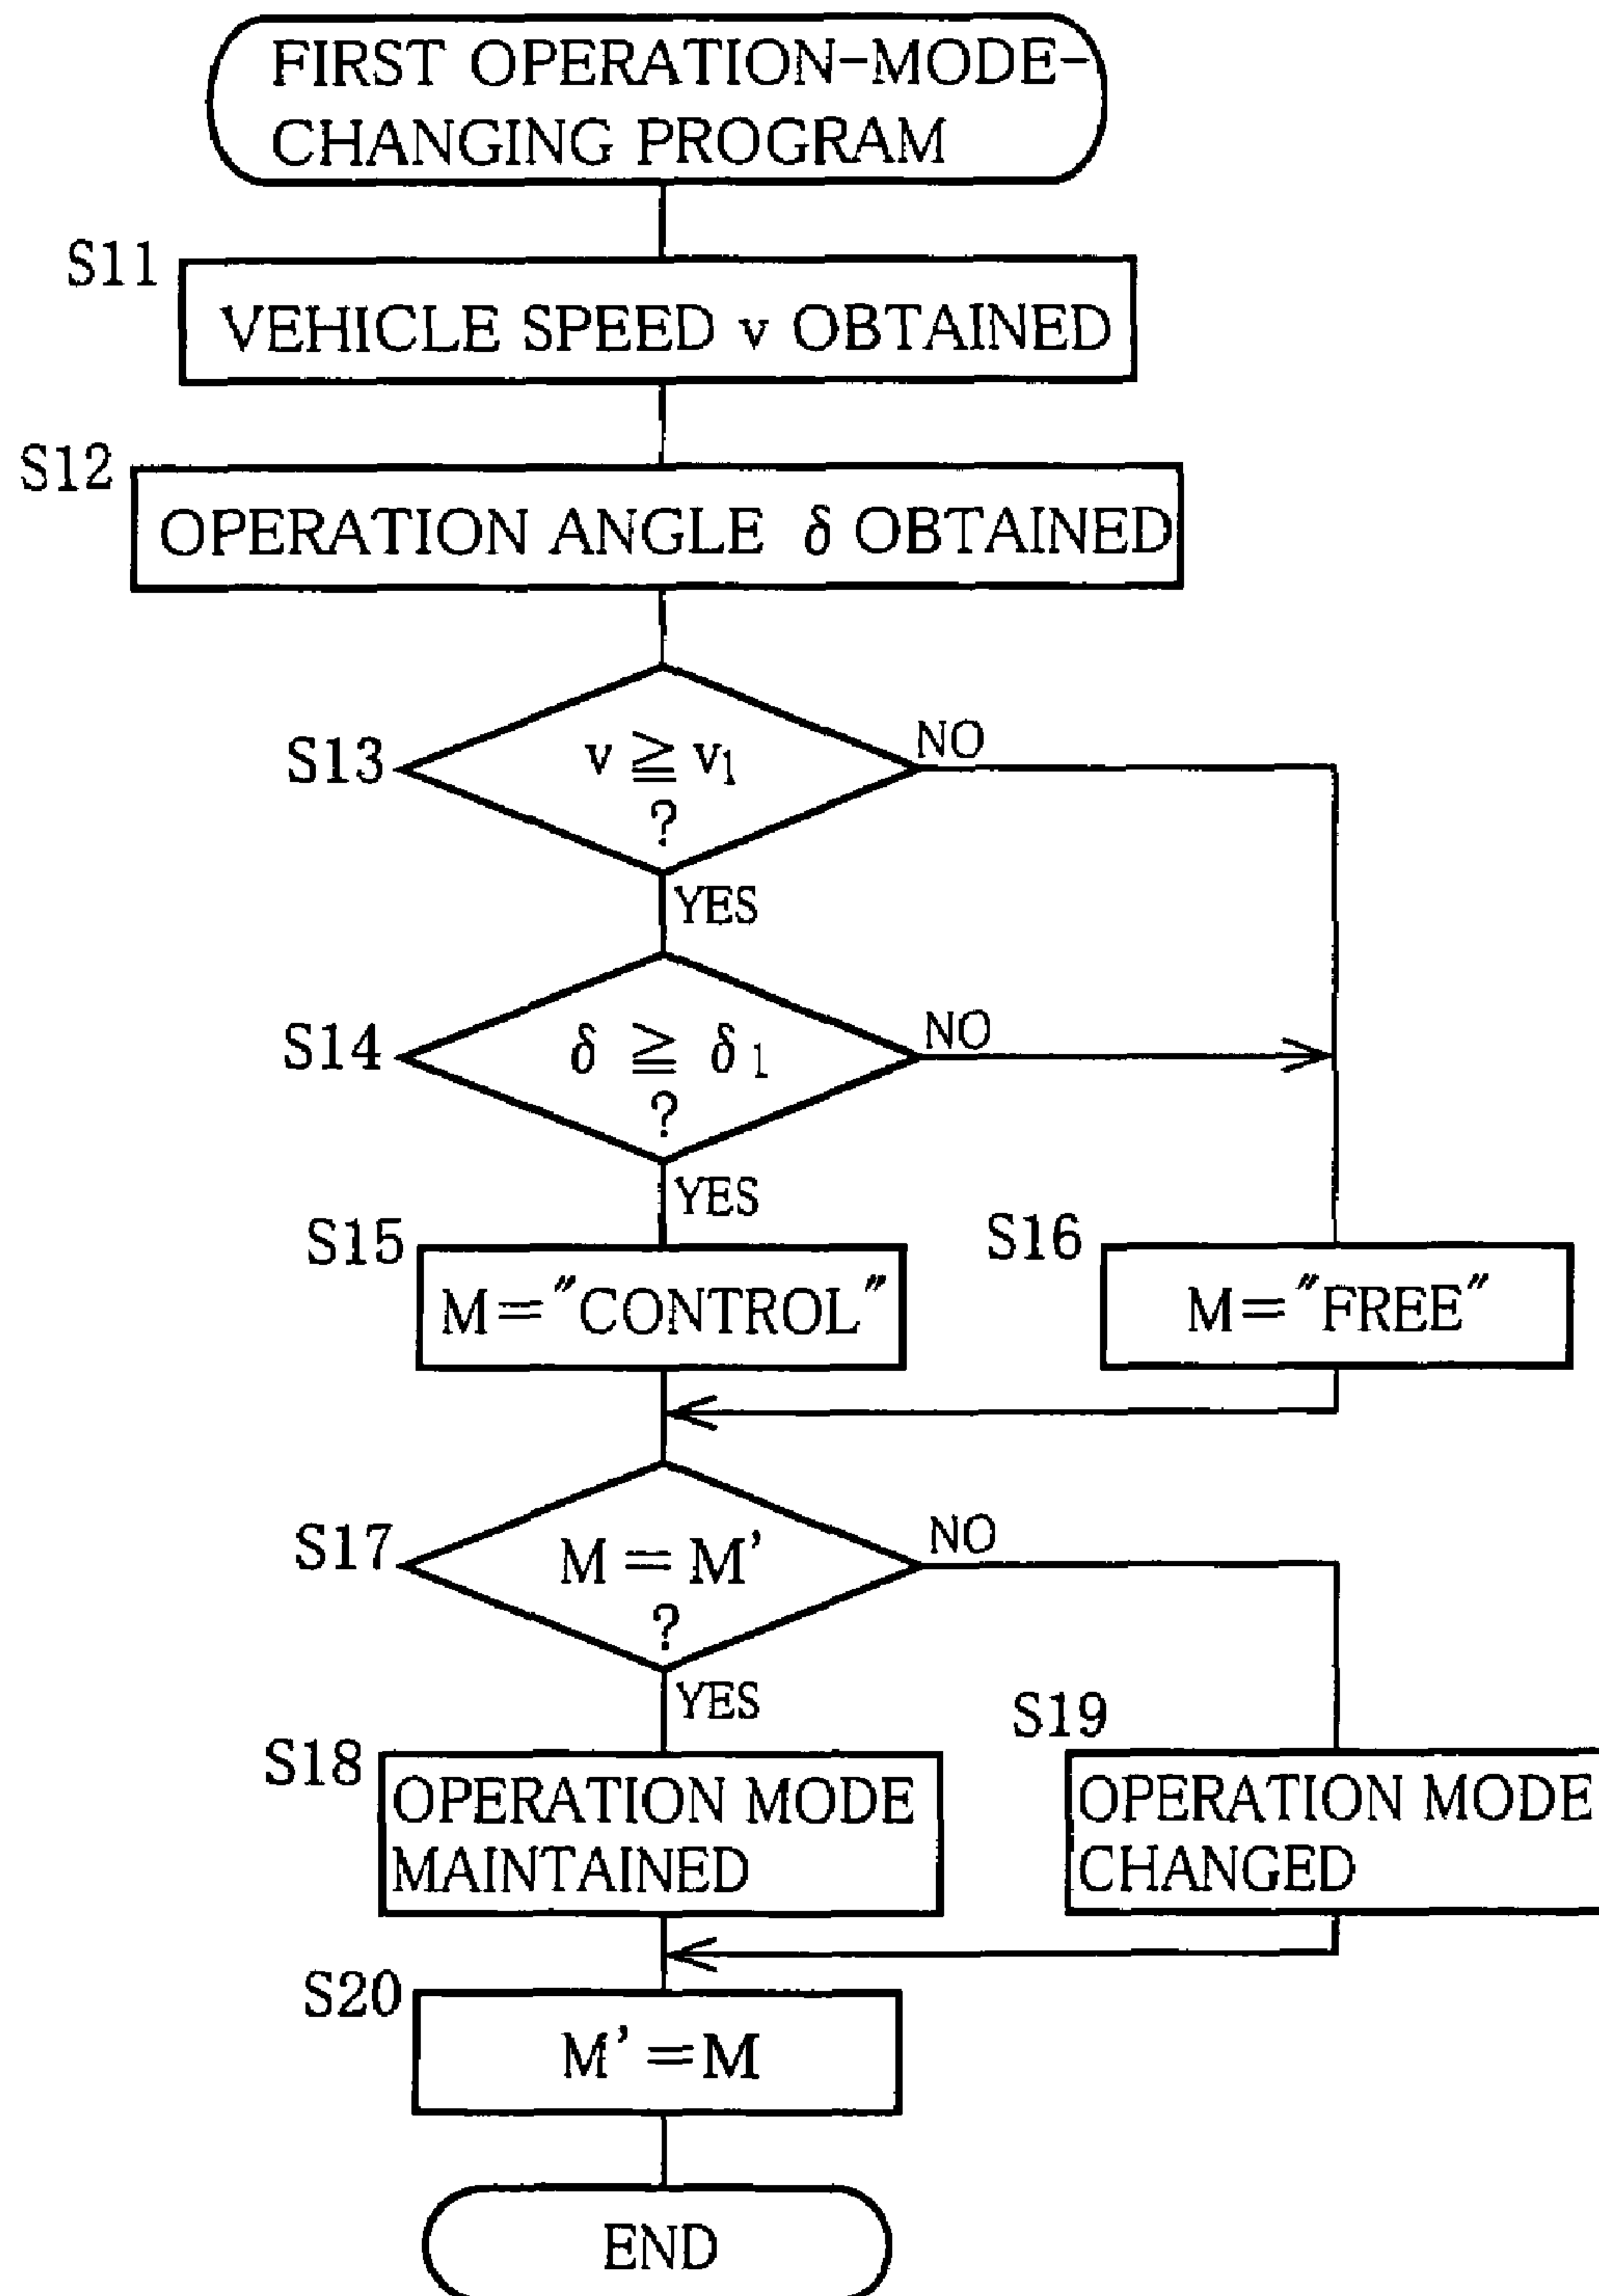 FIRST OPERATION-MODE-
CHANGING PROGRAM
S11
VEHICLE SPEED v OBTAINED
S12
OPERATION ANGLE δ OBTAINED
S13
v ≧ v₁
?
NO
YES
S14
δ ≧ δ₁
?
NO
YES
S15
M="CONTROL"
S16
M="FREE"
S17
M=M'
?
NO
YES
S18
OPERATION MODE
MAINTAINED
S19
OPERATION MODE
CHANGED
S20
M'=M
END